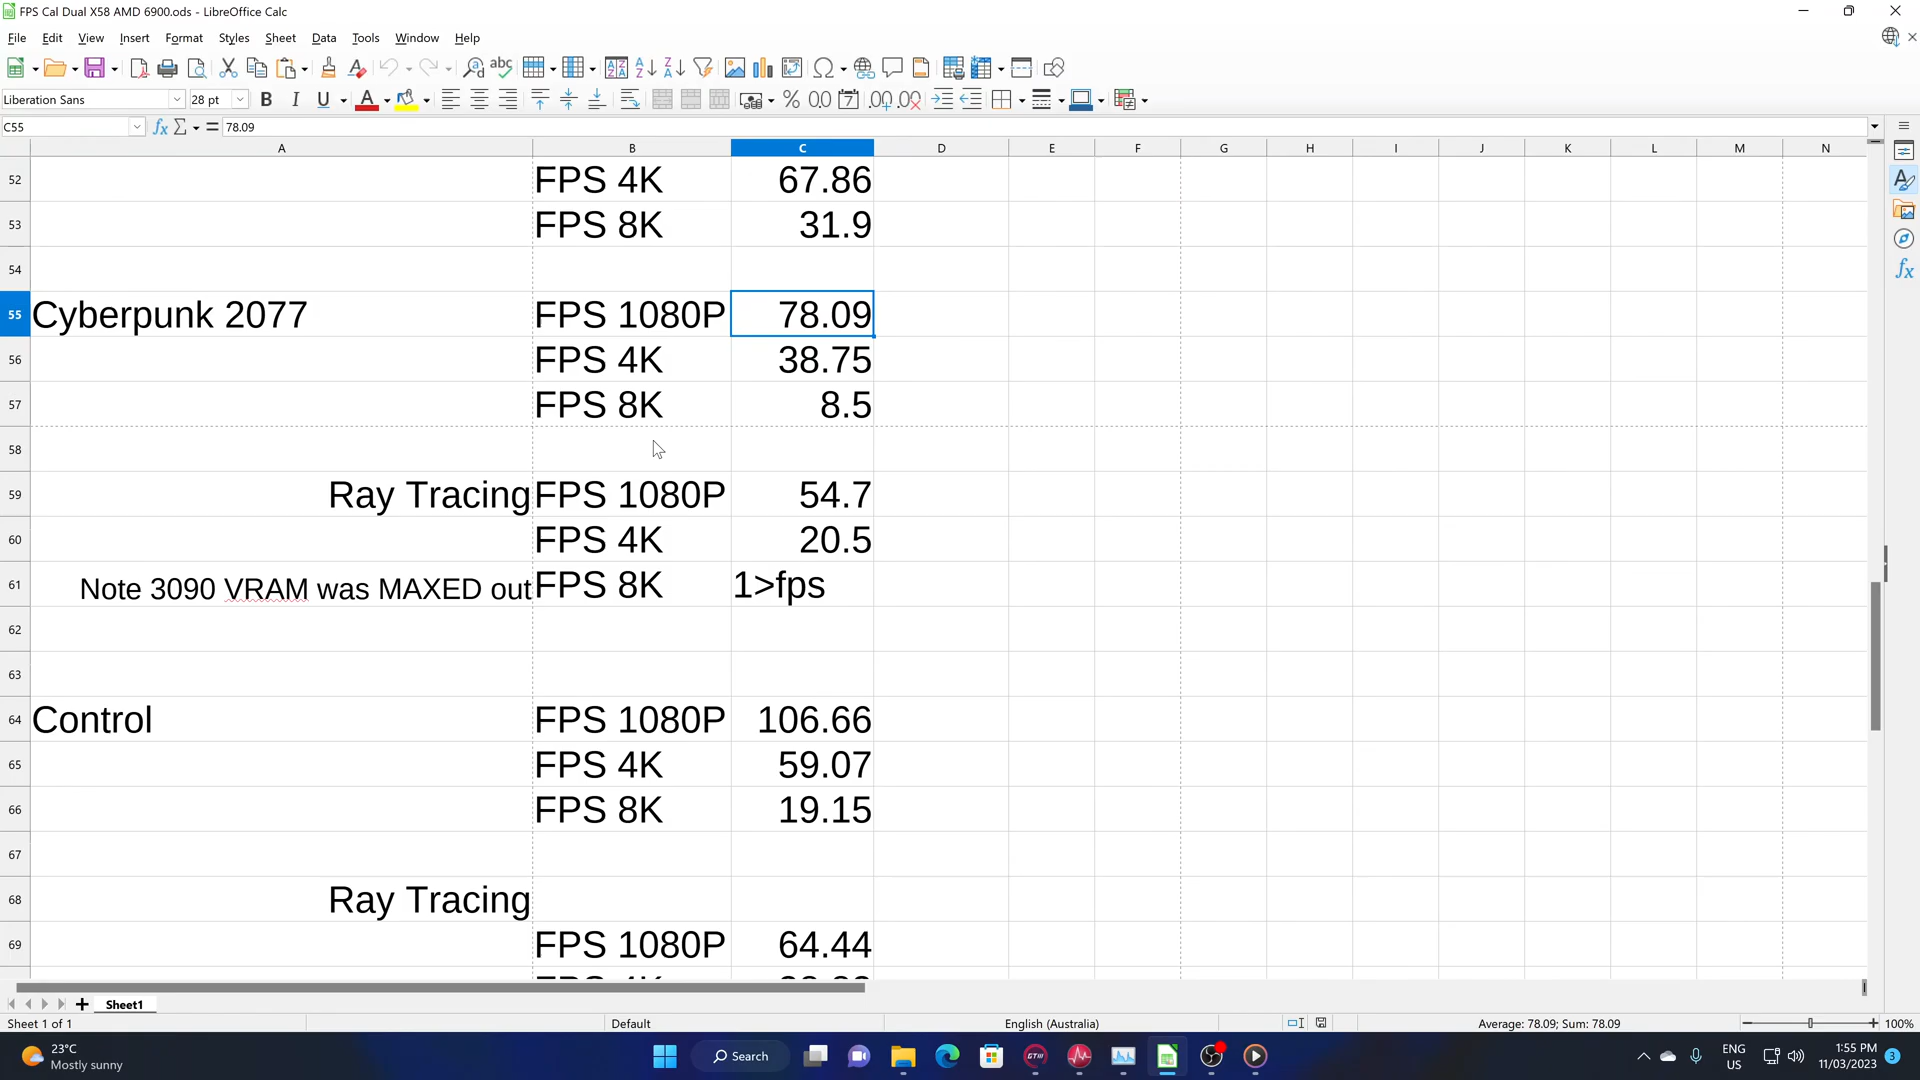 FPS Cal Dual X58 AMD 6900.ods - LibreOffice Calc
File Edit View Insert Format Styles Sheet Data Tools Window Help
Liberation Sans 28 pt
C55 78.09
A B C D E F G H I J K L M N
52 FPS 4K 67.86
53 FPS 8K 31.9
54
55 Cyberpunk 2077 FPS 1080P 78.09
56 FPS 4K 38.75
57 FPS 8K 8.5
58
59 Ray Tracing FPS 1080P 54.7
60 FPS 4K 20.5
61 Note 3090 VRAM was MAXED out FPS 8K 1>fps
62
63
64 Control FPS 1080P 106.66
65 FPS 4K 59.07
66 FPS 8K 19.15
67
68 Ray Tracing
69 FPS 1080P 64.44
Sheet1
Sheet 1 of 1 Default English (Australia) Average: 78.09; Sum: 78.09 100%
23°C
Mostly sunny
Search
ENG
US
1:55 PM
11/03/2023
3